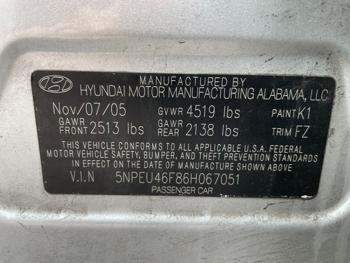 MANUFACTURED BY
HYUNDAI MOTOR MANUFACTURING ALABAMA, LLC
Nov/07/05 GVWR 4519 lbs PAINT K1
GAWR FRONT 2513 lbs GAWR REAR 2138 lbs TRIM FZ
THIS VEHICLE CONFORMS TO ALL APPLICABLE U.S.A. FEDERAL
MOTOR VEHICLE SAFETY, BUMPER, AND THEFT PREVENTION STANDARDS
IN EFFECT ON THE DATE OF MANUFACTURE SHOWN ABOVE.
V.I.N 5NPEU46F86H067051
PASSENGER CAR